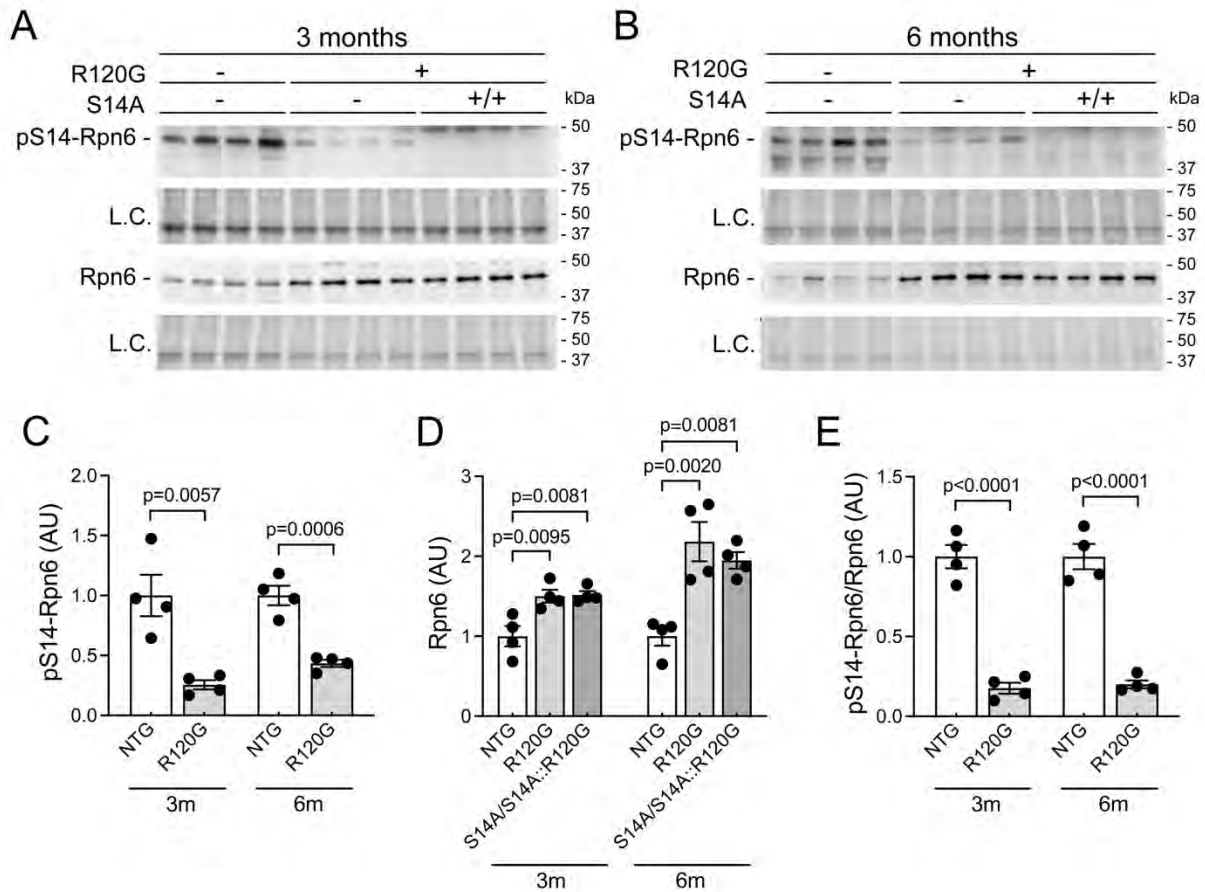 A
3 months
R120G - +
S14A - - +/+ kDa
pS14-Rpn6 - - 50
- 37
L.C. - 75
- 50
- 37
Rpn6 - - 50
- 37
L.C. - 75
- 50
- 37
B
6 months
R120G - +
S14A - - +/+ kDa
pS14-Rpn6 - - 50
- 37
L.C. - 75
- 50
- 37
Rpn6 - - 50
- 37
L.C. - 75
- 50
- 37
C
pS14-Rpn6 (AU)
2.0
1.5
1.0
0.5
0.0
p=0.0057
p=0.0006
NTG R120G NTG R120G
3m 6m
D
Rpn6 (AU)
3
2
1
0
p=0.0081
p=0.0095
p=0.0081
p=0.0020
NTG R120G S14A/S14A::R120G NTG R120G S14A/S14A::R120G
3m 6m
E
pS14-Rpn6/Rpn6 (AU)
1.5
1.0
0.5
0.0
p<0.0001 p<0.0001
NTG R120G NTG R120G
3m 6m